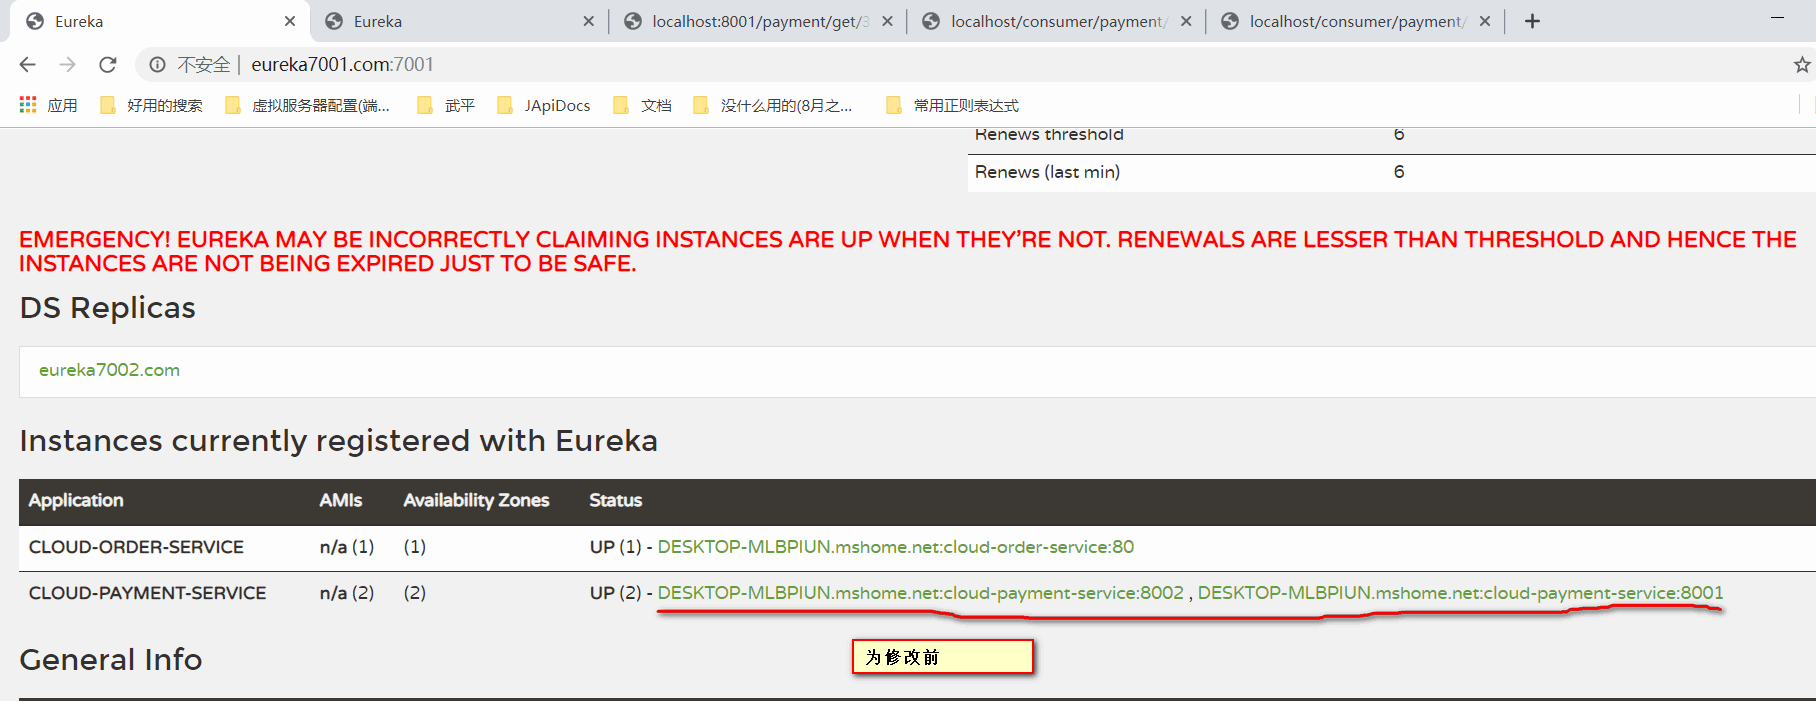 Eureka
Eureka
localhost:8001/payment/get/3
localhost/consumer/payment/
localhost/consumer/payment/
不安全 | eureka7001.com:7001
应用 好用的搜索 虚拟服务器配置(端... 武平 JApiDocs 文档 没什么用的(8月之... 常用正则表达式
Renews threshold 6
Renews (last min) 6
EMERGENCY! EUREKA MAY BE INCORRECTLY CLAIMING INSTANCES ARE UP WHEN THEY'RE NOT. RENEWALS ARE LESSER THAN THRESHOLD AND HENCE THE
INSTANCES ARE NOT BEING EXPIRED JUST TO BE SAFE.
DS Replicas
eureka7002.com
Instances currently registered with Eureka
Application AMIs Availability Zones Status
CLOUD-ORDER-SERVICE n/a (1) (1) UP (1) - DESKTOP-MLBPIUN.mshome.net:cloud-order-service:80
CLOUD-PAYMENT-SERVICE n/a (2) (2) UP (2) - DESKTOP-MLBPIUN.mshome.net:cloud-payment-service:8002 , DESKTOP-MLBPIUN.mshome.net:cloud-payment-service:8001
为修改前
General Info